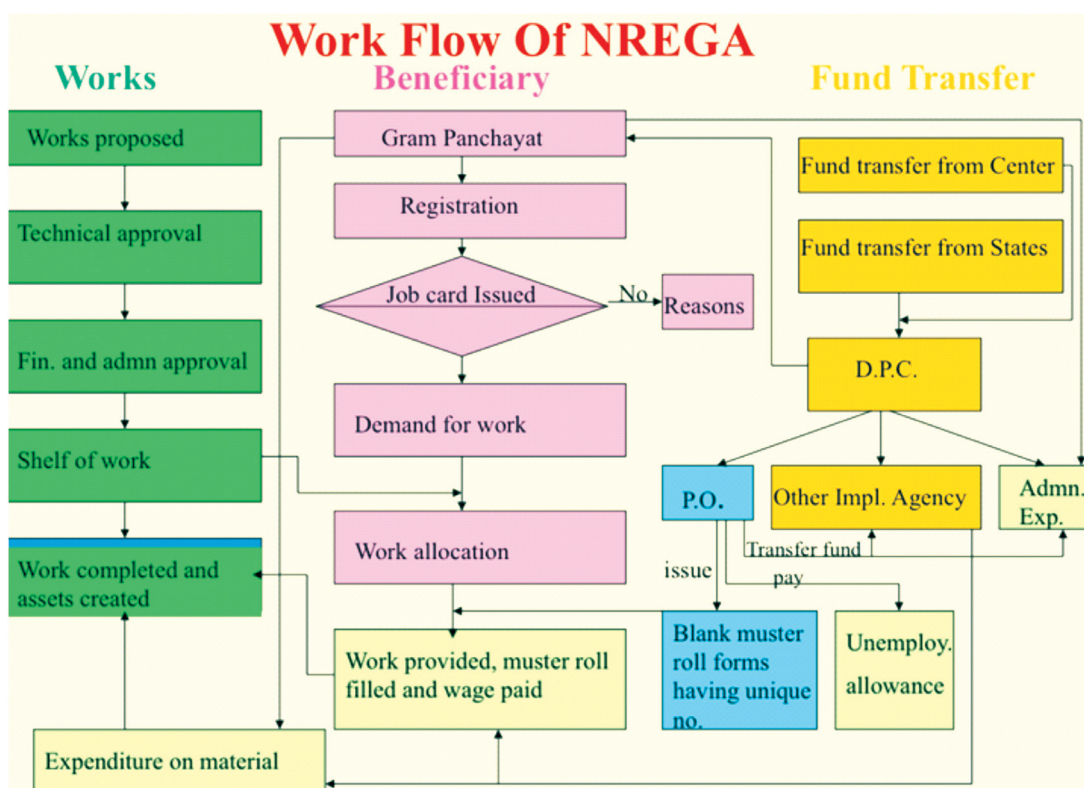 Work Flow Of NREGA
Works
Beneficiary
Fund Transfer
Works proposed
Technical approval
Fin. and admn approval
Shelf of work
Work completed and
assets created
Expenditure on material
Gram Panchayat
Registration
Job card Issued
No
Reasons
Demand for work
Work allocation
Work provided, muster roll
filled and wage paid
Fund transfer from Center
Fund transfer from States
D.P.C.
P.O.
Other Impl. Agency
Admn.
Exp.
Transfer fund
pay
issue
Blank muster
roll forms
having unique
no.
Unemploy.
allowance